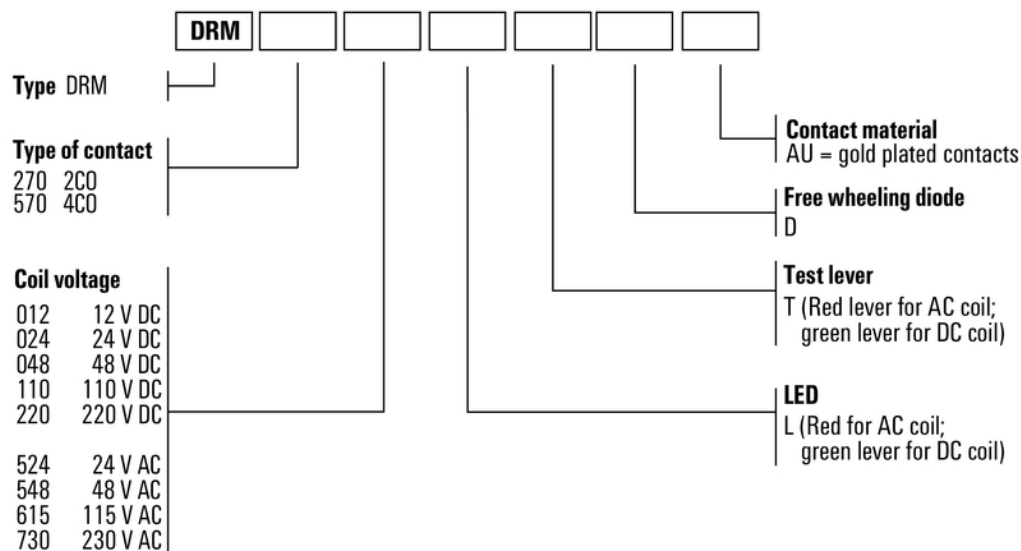 DRM
Type DRM
Type of contact
270 2CO
570 4CO
Coil voltage
012 12 V DC
024 24 V DC
048 48 V DC
110 110 V DC
220 220 V DC
524 24 V AC
548 48 V AC
615 115 V AC
730 230 V AC
Contact material
AU = gold plated contacts
Free wheeling diode
D
Test lever
T (Red lever for AC coil;
green lever for DC coil)
LED
L (Red for AC coil;
green lever for DC coil)